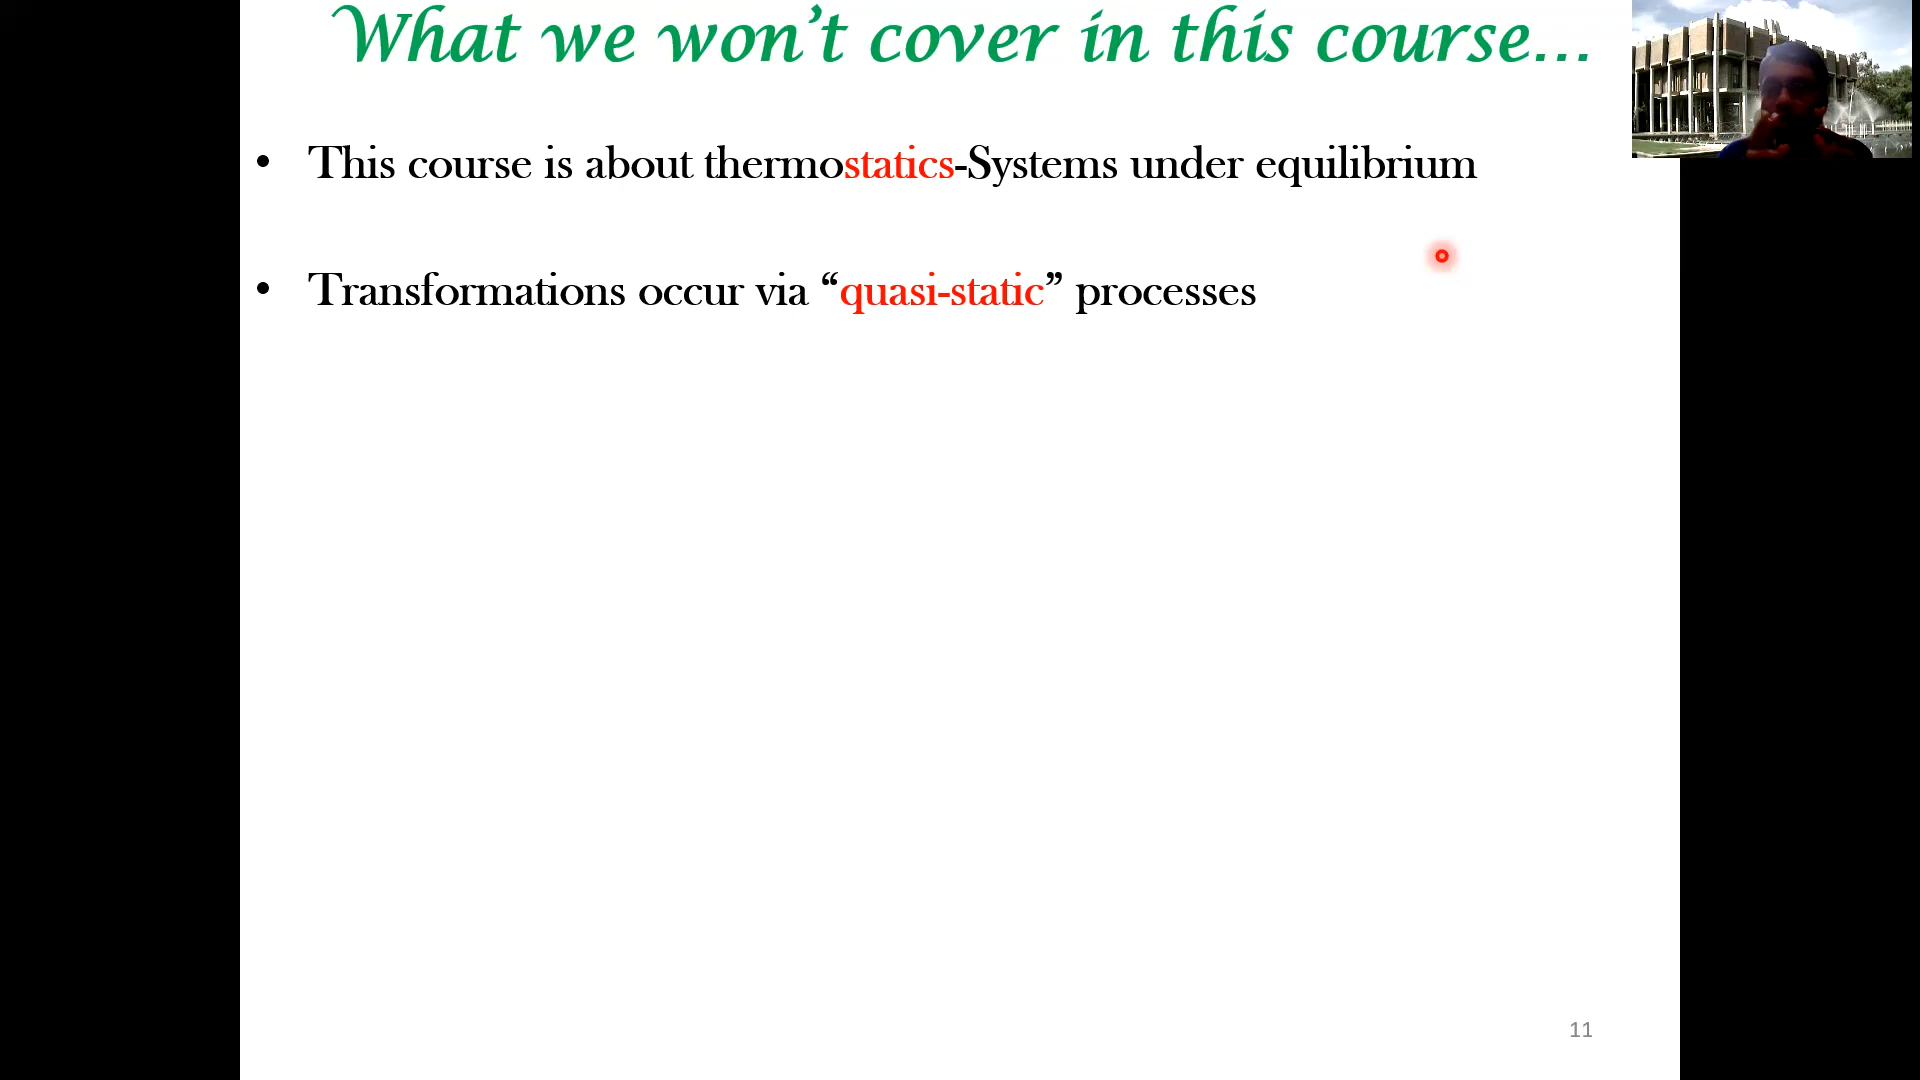 What we won’t cover in this course…
• This course is about thermostatics-Systems under equilibrium
• Transformations occur via “quasi-static” processes
11